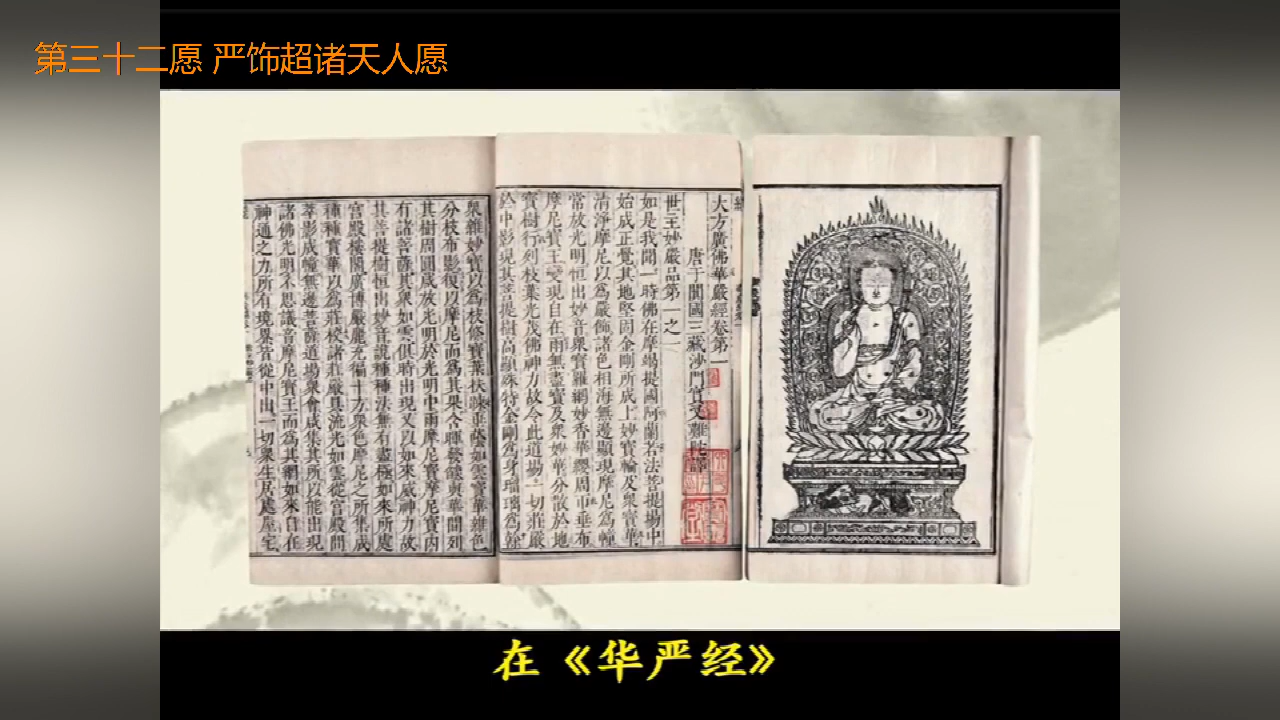 第三十二愿 严饰超诸天人愿
大方廣佛華嚴經卷第一
唐于闐國三藏沙門實叉難陀譯
世主妙嚴品第一之一
如是我聞一時佛在摩竭提國阿蘭若法菩提場中
始成正覺其地堅固金剛所成上妙寶輪及衆寶華
清淨摩尼以爲嚴飾諸色相海無邊顯現摩尼爲幢
常放光明恒出妙音衆寶羅網妙香華纓周帀垂布
摩尼寶王變現自在雨無盡寶及衆妙華分散於地
寶樹行列枝葉光茂佛神力故令此道場一切莊嚴
於中影現其菩提樹高顯殊特金剛爲身瑠璃爲幹
衆雜妙寶以爲枝條寶葉扶踈垂蔭如雲寶華雜色
分枝布影復以摩尼而爲其果含暉發燄與華間列
其樹周圓咸放光明於光明中雨摩尼寶摩尼寶内
有諸菩薩其衆如雲俱時出現又以如來威神力故
其菩提樹恒出妙音說種種法無有盡極如來所處
宫殿樓閣廣博嚴麗充徧十方衆色摩尼之所集成
種種寶華以爲莊校諸莊嚴具流光如雲從宫殿間
萃影成幢無邊菩薩道場衆會咸集其所以能出現
諸佛光明不思議音摩尼寶王而爲其網如來自在
神通之力所有境界皆從中出一切衆生居處屋宅
在《华严经》